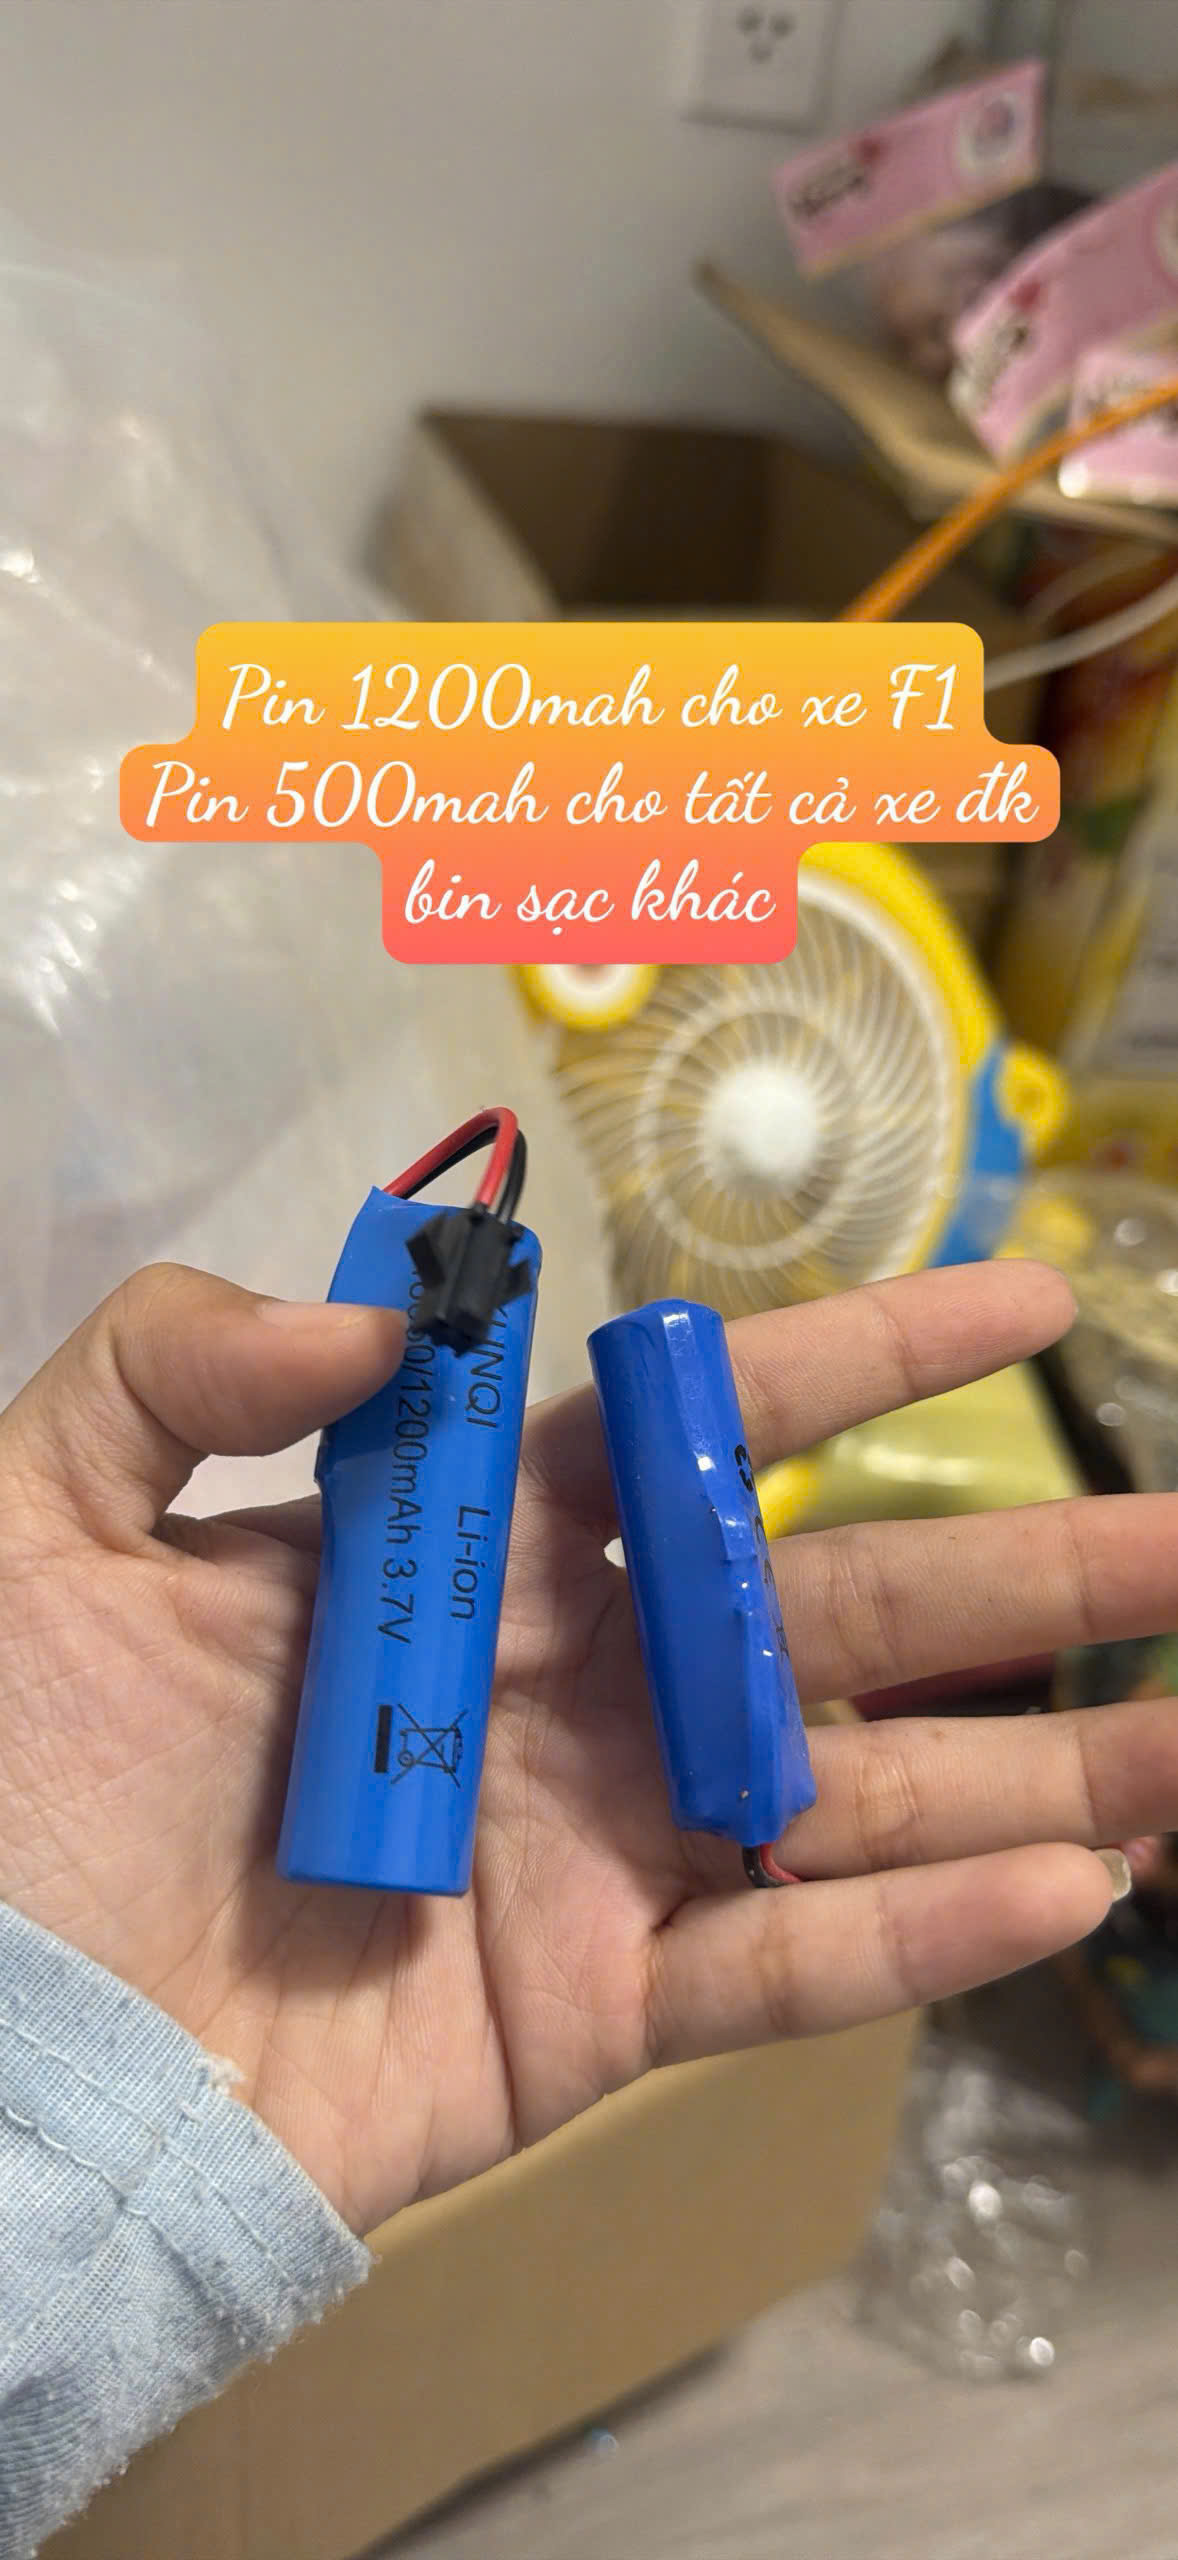 Pin 1200mah cho xe F1
Pin 500mah cho tất cả xe đk
bin sạc khác
Li-ion
1200mAh 3.7V